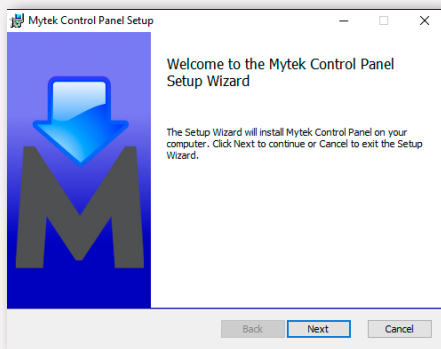 Mytek Control Panel Setup
Welcome to the Mytek Control Panel
Setup Wizard
The Setup Wizard will install Mytek Control Panel on your
computer. Click Next to continue or Cancel to exit the Setup
Wizard.
M
Back
Next
Cancel